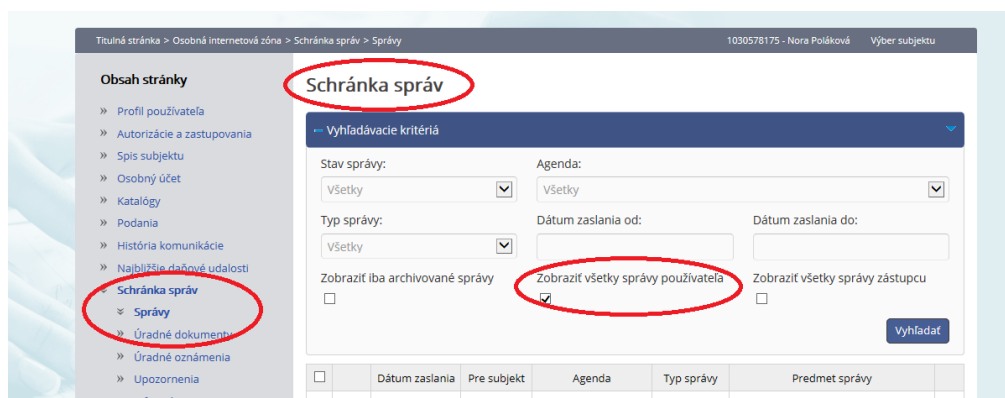 Titulná stránka > Osobná internetová zóna > Schránka správ > Správy
1030578175 - Nora Poláková Výber subjektu
Obsah stránky
» Profil používateľa
» Autorizácie a zastupovania
» Spis subjektu
» Osobný účet
» Katalógy
» Podania
» História komunikácie
» Najbližšie daňové udalosti
Schránka správ
Správy
» Úradné dokumenty
» Úradné oznámenia
» Upozornenia
Schránka správ
Vyhľadávacie kritériá
Stav správy: Agenda:
Všetky Všetky
Typ správy: Dátum zaslania od: Dátum zaslania do:
Všetky
Zobraziť iba archivované správy Zobraziť všetky správy používateľa Zobraziť všetky správy zástupcu
Vyhľadať
Dátum zaslania Pre subjekt Agenda Typ správy Predmet správy